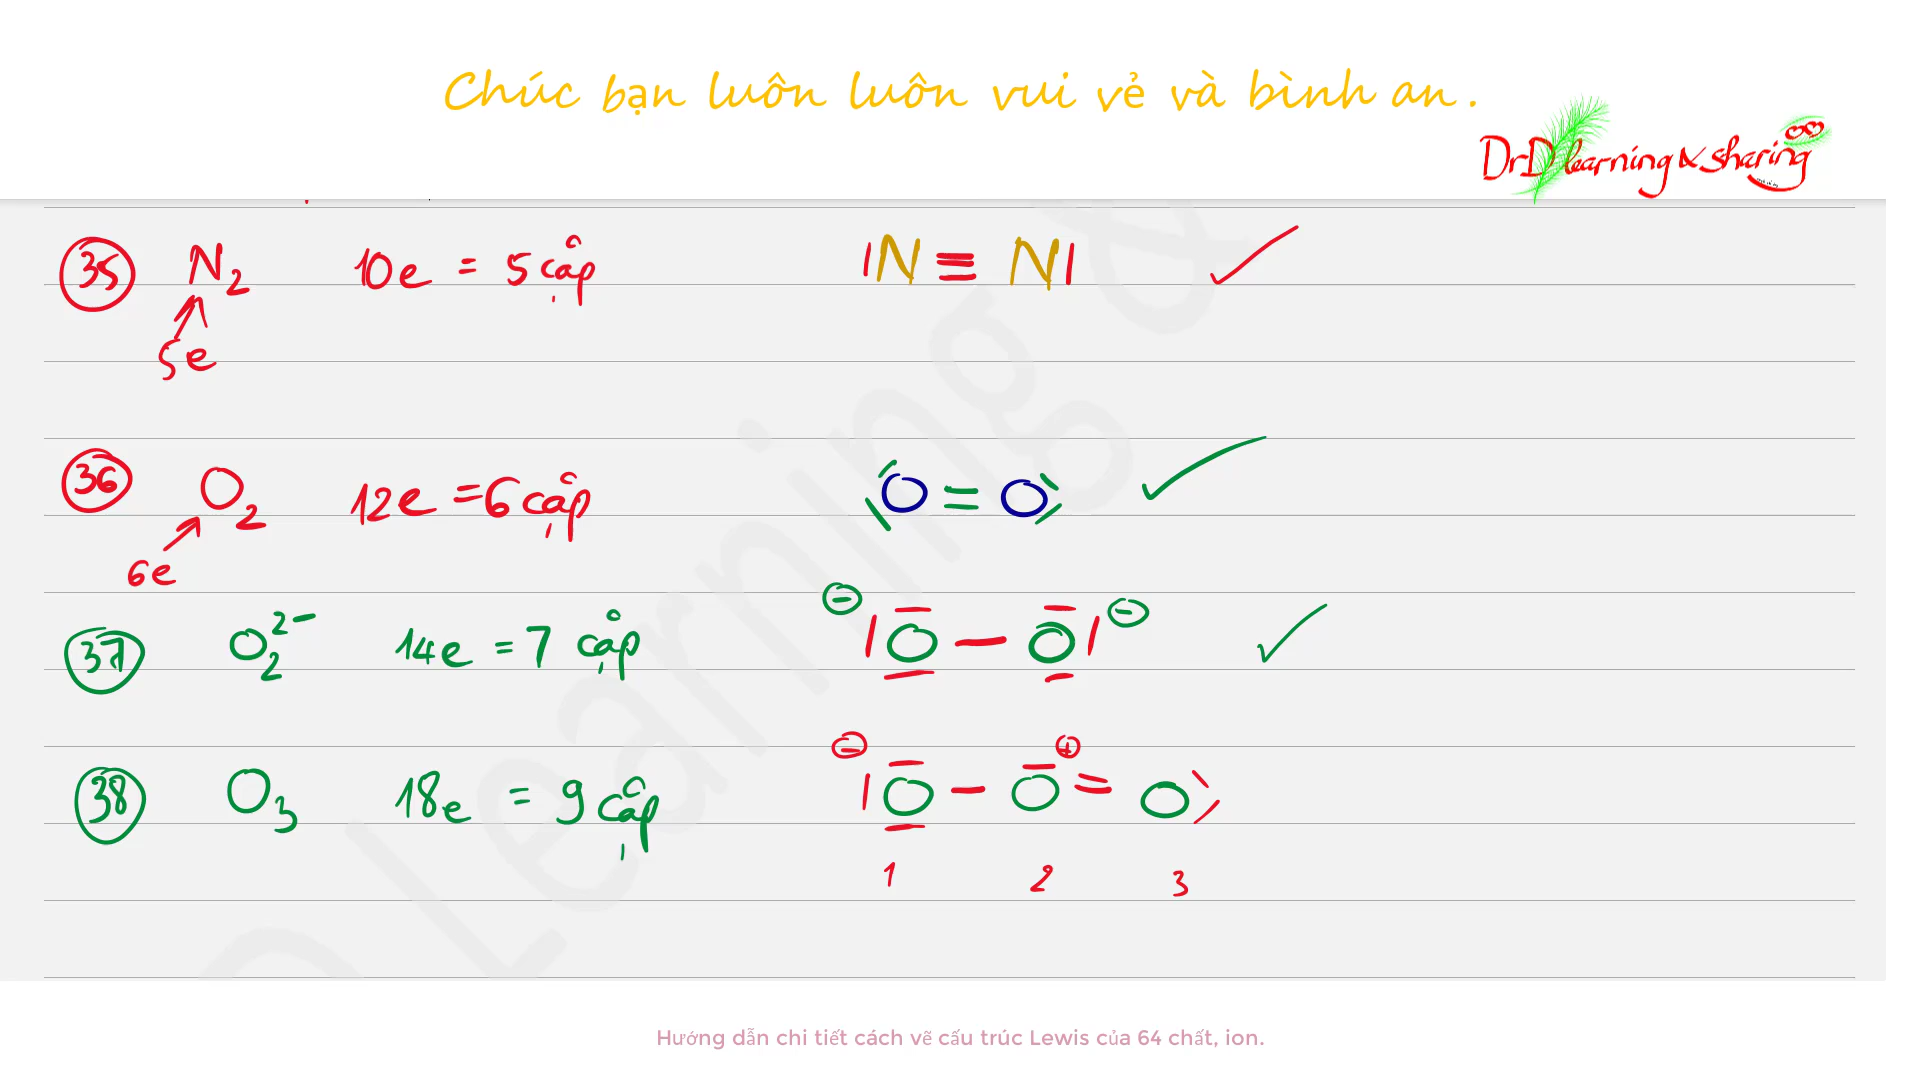 Chúc bạn luôn luôn vui vẻ và bình an.
DrD learning & sharing
35 N2 10e = 5 cặp |N ≡ N|
5e
36 O2 12e = 6 cặp O = O
6e
37 O2^2- 14e = 7 cặp ⊖ |O − O| ⊖
38 O3 18e = 9 cặp ⊖ |O − O⊕ = O
1 2 3
D Learning &
Hướng dẫn chi tiết cách vẽ cấu trúc Lewis của 64 chất, ion.